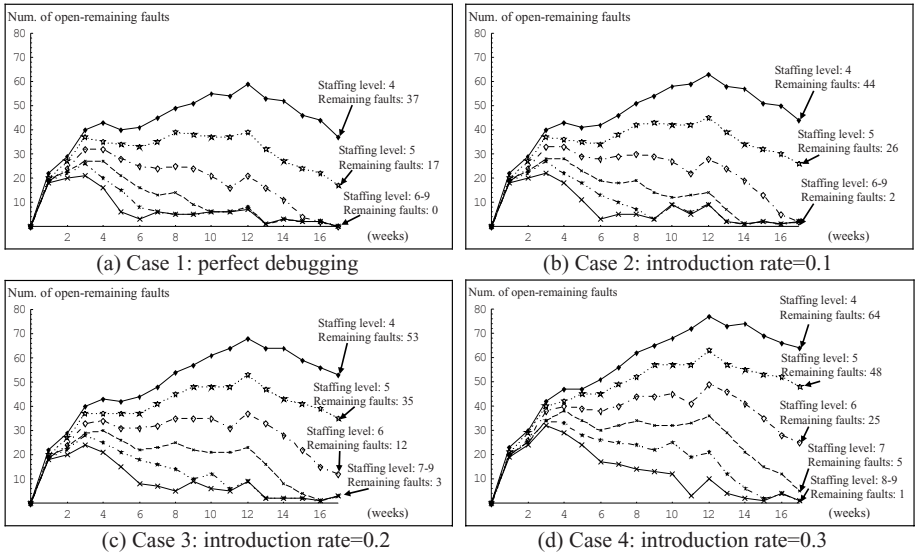 Num. of open-remaining faults
80
70
60
50
40
30
20
10
2 4 6 8 10 12 14 16 (weeks)
Staffing level: 4
Remaining faults: 37
Staffing level: 5
Remaining faults: 17
Staffing level: 6-9
Remaining faults: 0
(a) Case 1: perfect debugging
Num. of open-remaining faults
80
70
60
50
40
30
20
10
2 4 6 8 10 12 14 16 (weeks)
Staffing level: 4
Remaining faults: 44
Staffing level: 5
Remaining faults: 26
Staffing level: 6-9
Remaining faults: 2
(b) Case 2: introduction rate=0.1
Num. of open-remaining faults
80
70
60
50
40
30
20
10
2 4 6 8 10 12 14 16 (weeks)
Staffing level: 4
Remaining faults: 53
Staffing level: 5
Remaining faults: 35
Staffing level: 6
Remaining faults: 12
Staffing level: 7-9
Remaining faults: 3
(c) Case 3: introduction rate=0.2
Num. of open-remaining faults
80
70
60
50
40
30
20
10
2 4 6 8 10 12 14 16 (weeks)
Staffing level: 4
Remaining faults: 64
Staffing level: 5
Remaining faults: 48
Staffing level: 6
Remaining faults: 25
Staffing level: 7
Remaining faults: 5
Staffing level: 8-9
Remaining faults: 1
(d) Case 4: introduction rate=0.3